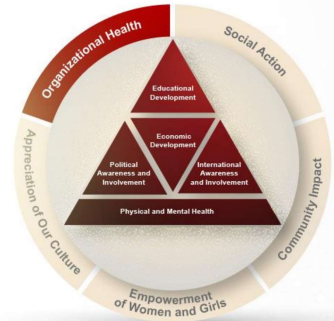 Organizational Health
Social Action
Educational
Development
Economic
Development
Political
Awareness and
Involvement
International
Awareness
and Involvement
Physical and Mental Health
Appreciation of Our Culture
Community Impact
Empowerment
of Women and Girls